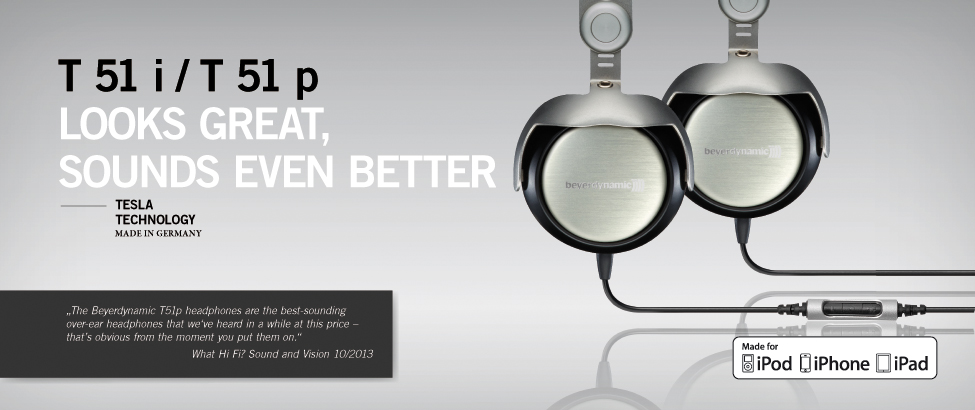 T 51 i / T 51 p
LOOKS GREAT,
SOUNDS EVEN BETTER
TESLA
TECHNOLOGY
MADE IN GERMANY
„The Beyerdynamic T51p headphones are the best-sounding
over-ear headphones that we've heard in a while at this price –
that's obvious from the moment you put them on.“
What Hi Fi? Sound and Vision 10/2013
beyerdynamic
beyerdynamic
Made for
iPod iPhone iPad